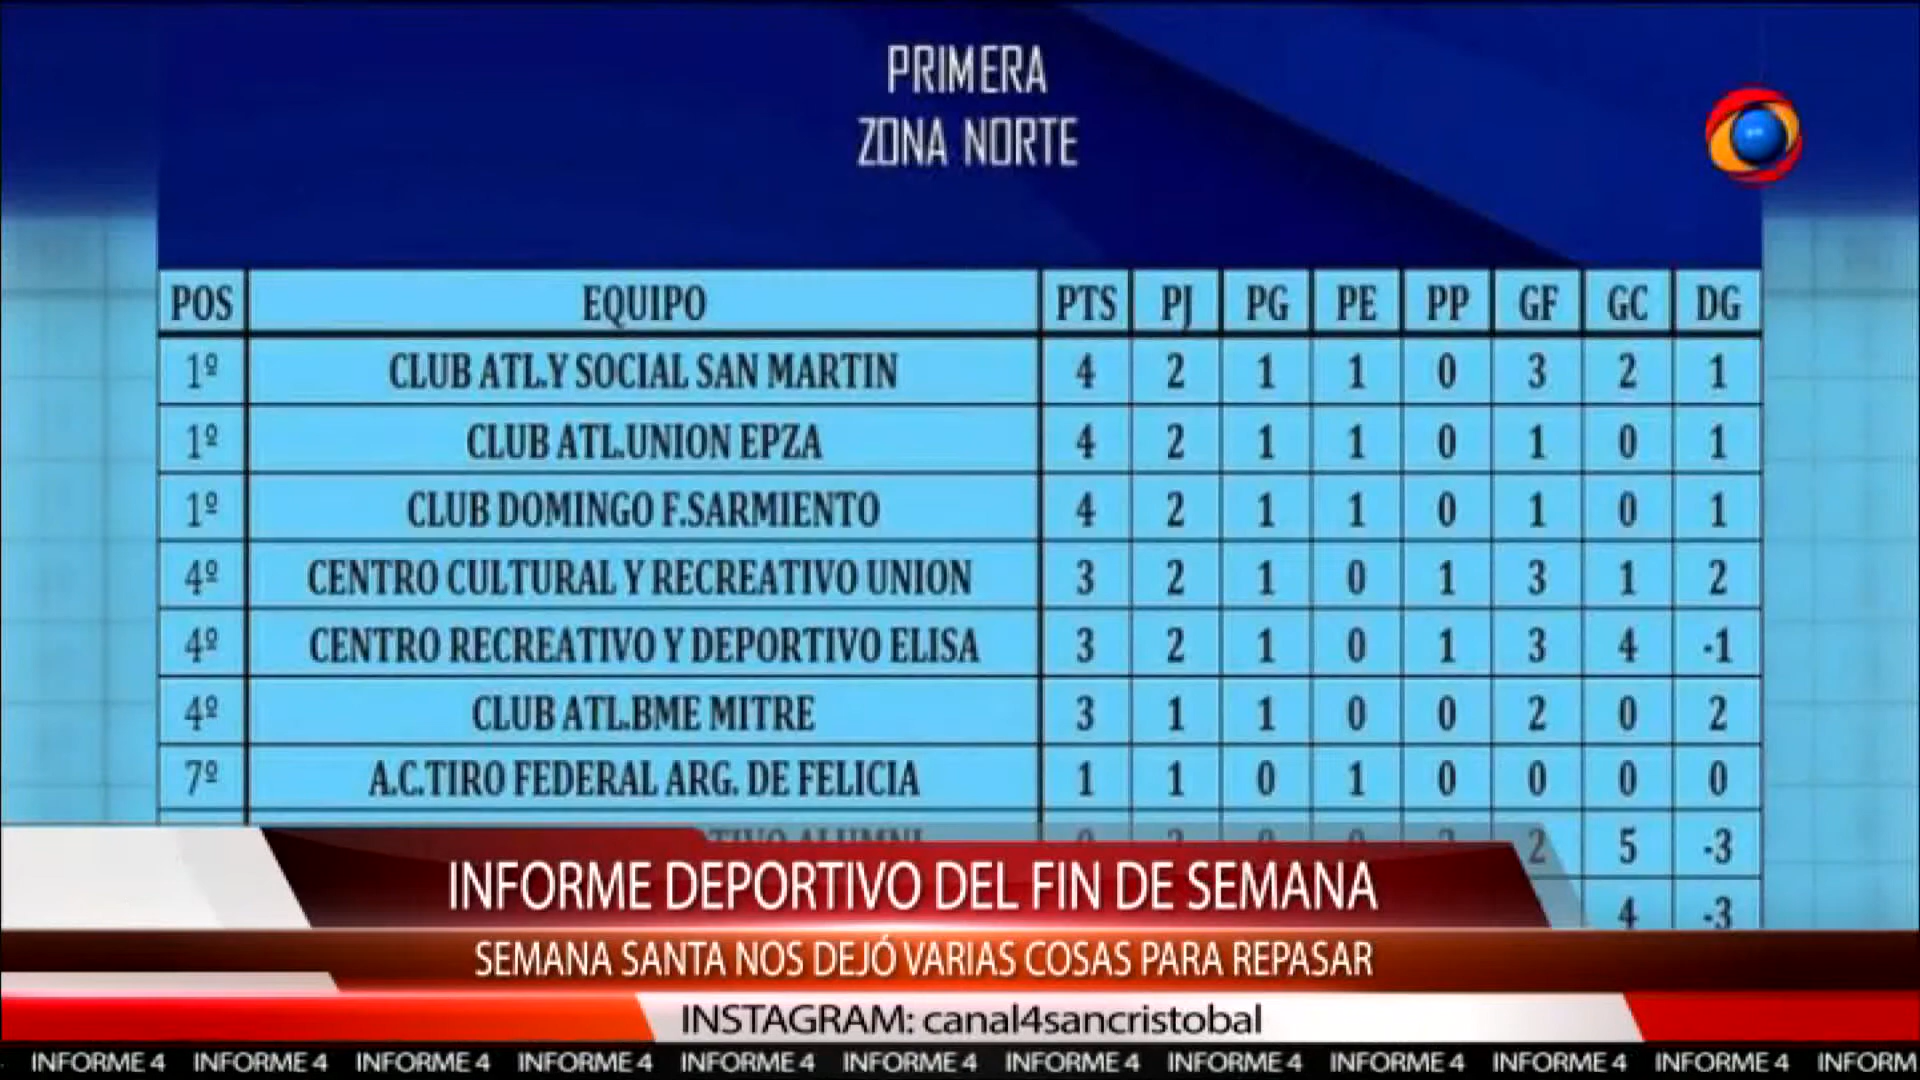 PRIMERA
ZONA NORTE
POS EQUIPO PTS PJ PG PE PP GF GC DG
1º CLUB ATL.Y SOCIAL SAN MARTIN 4 2 1 1 0 3 2 1
1º CLUB ATL.UNION EPZA 4 2 1 1 0 1 0 1
1º CLUB DOMINGO F.SARMIENTO 4 2 1 1 0 1 0 1
4º CENTRO CULTURAL Y RECREATIVO UNION 3 2 1 0 1 3 1 2
4º CENTRO RECREATIVO Y DEPORTIVO ELISA 3 2 1 0 1 3 4 -1
4º CLUB ATL.BME MITRE 3 1 1 0 0 2 0 2
7º A.C.TIRO FEDERAL ARG. DE FELICIA 1 1 0 1 0 0 0 0
ALUMNI 2 5 -3
4 -3
INFORME DEPORTIVO DEL FIN DE SEMANA
SEMANA SANTA NOS DEJÓ VARIAS COSAS PARA REPASAR
INSTAGRAM: canal4sancristobal
INFORME 4 INFORME 4 INFORME 4 INFORME 4 INFORME 4 INFORME 4 INFORME 4 INFORME 4 INFORME 4 INFORME 4 INFORME 4 INFORM